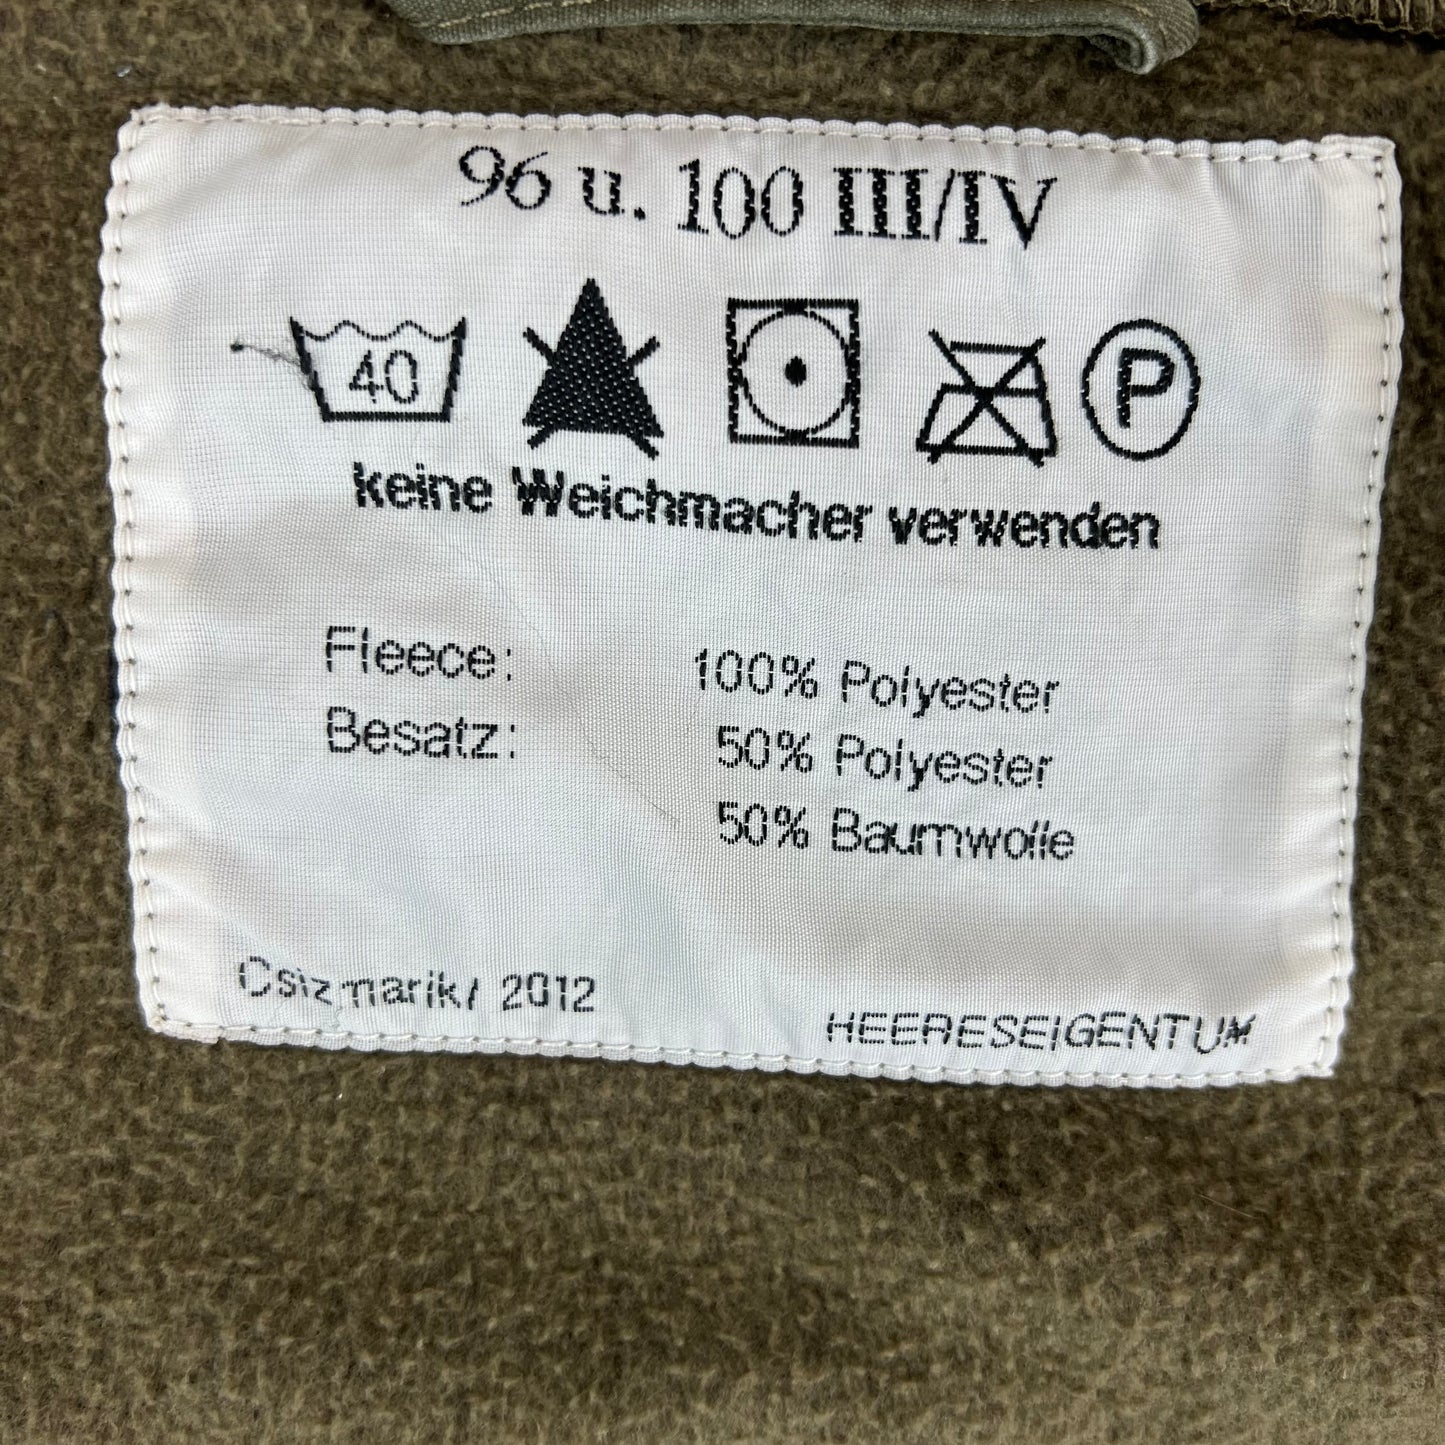 96 u. 100 III/IV
40 P
keine Weichmacher verwenden
Fleece: 100% Polyester
Besatz: 50% Polyester
50% Baumwolle
Csizmarik/ 2012
HEERESEIGENTUM